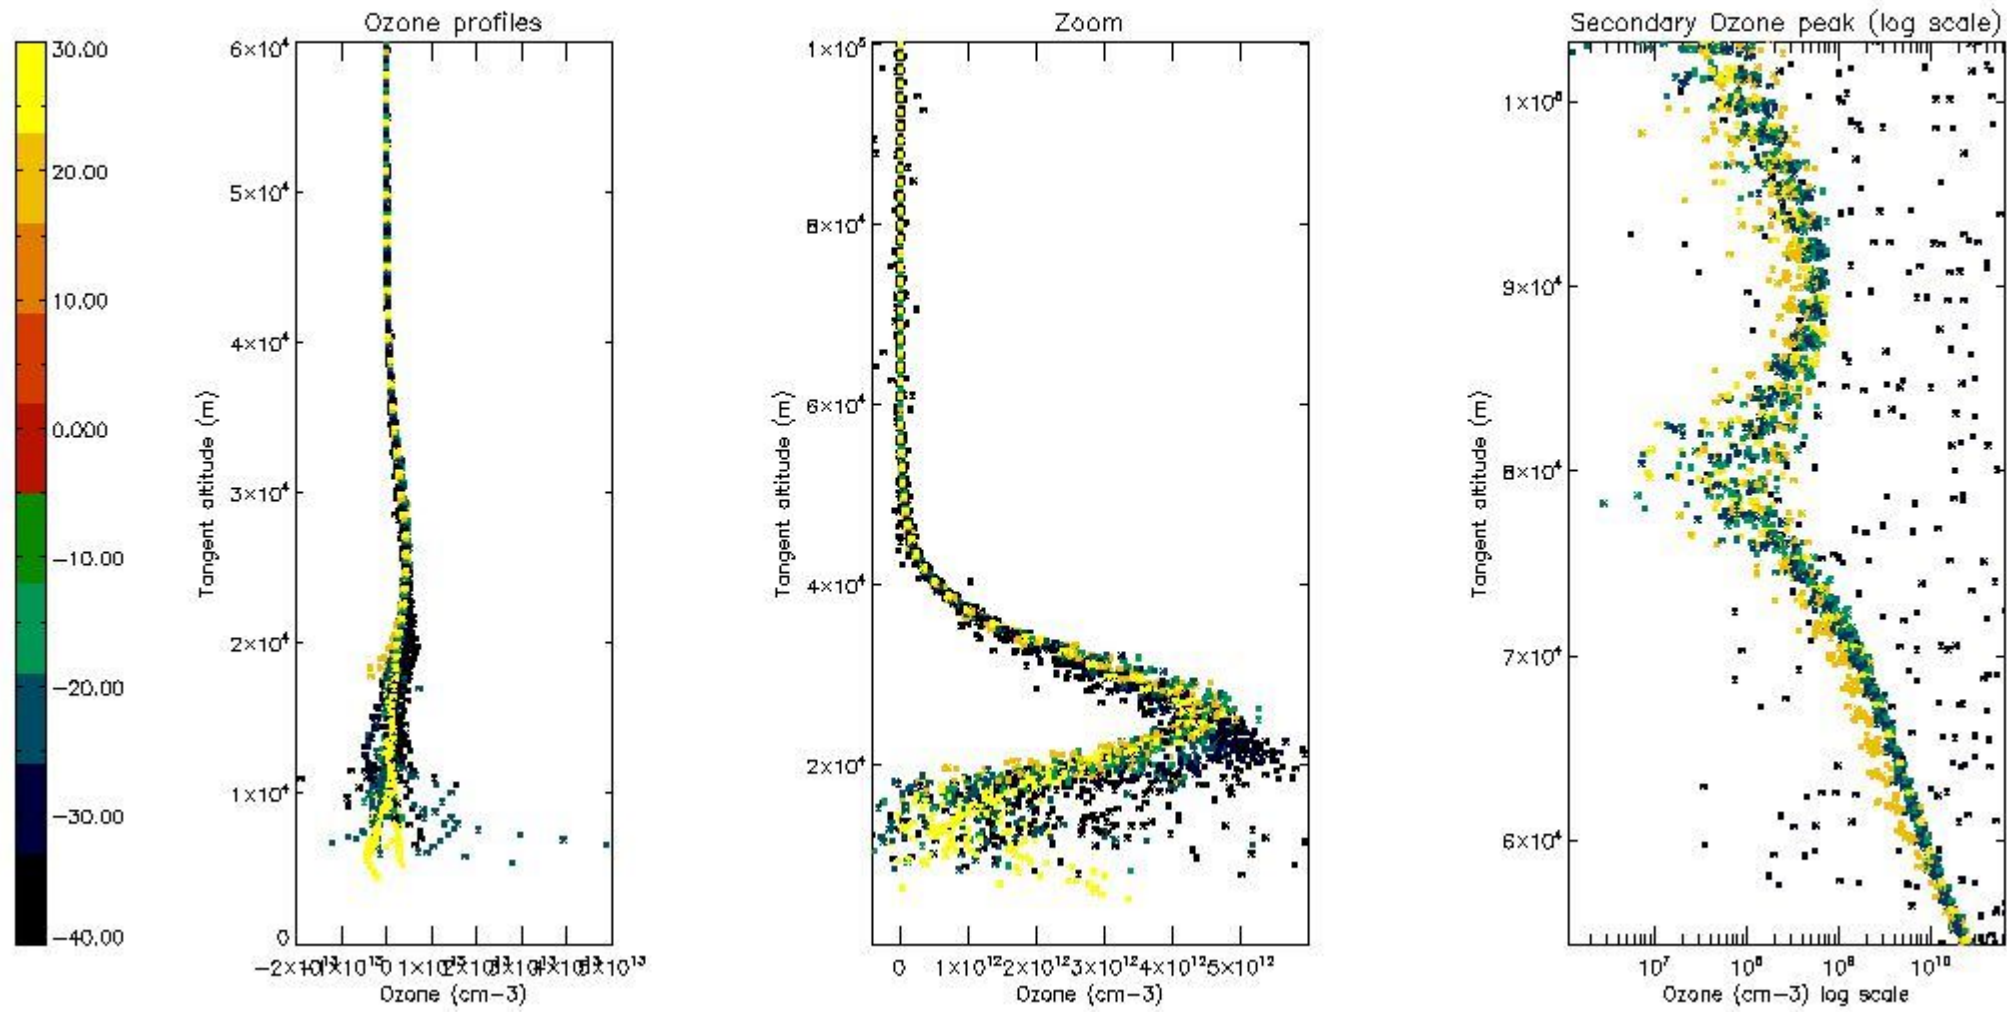 Ozone profiles
Zoom
Secondary Ozone peak (log scale)
30.00
20.00
10.00
0.000
−10.00
−20.00
−30.00
−40.00
Tangent altitude (m)
6×10⁴
5×10⁴
4×10⁴
3×10⁴
2×10⁴
1×10⁴
0
Ozone (cm−3)
Tangent altitude (m)
1×10⁵
8×10⁴
6×10⁴
4×10⁴
2×10⁴
0 1×10¹² 2×10¹² 3×10¹² 4×10¹² 5×10¹²
Ozone (cm−3)
Tangent altitude (m)
1×10⁵
9×10⁴
8×10⁴
7×10⁴
6×10⁴
10⁷ 10⁸ 10⁹ 10¹⁰
Ozone (cm−3) log scale